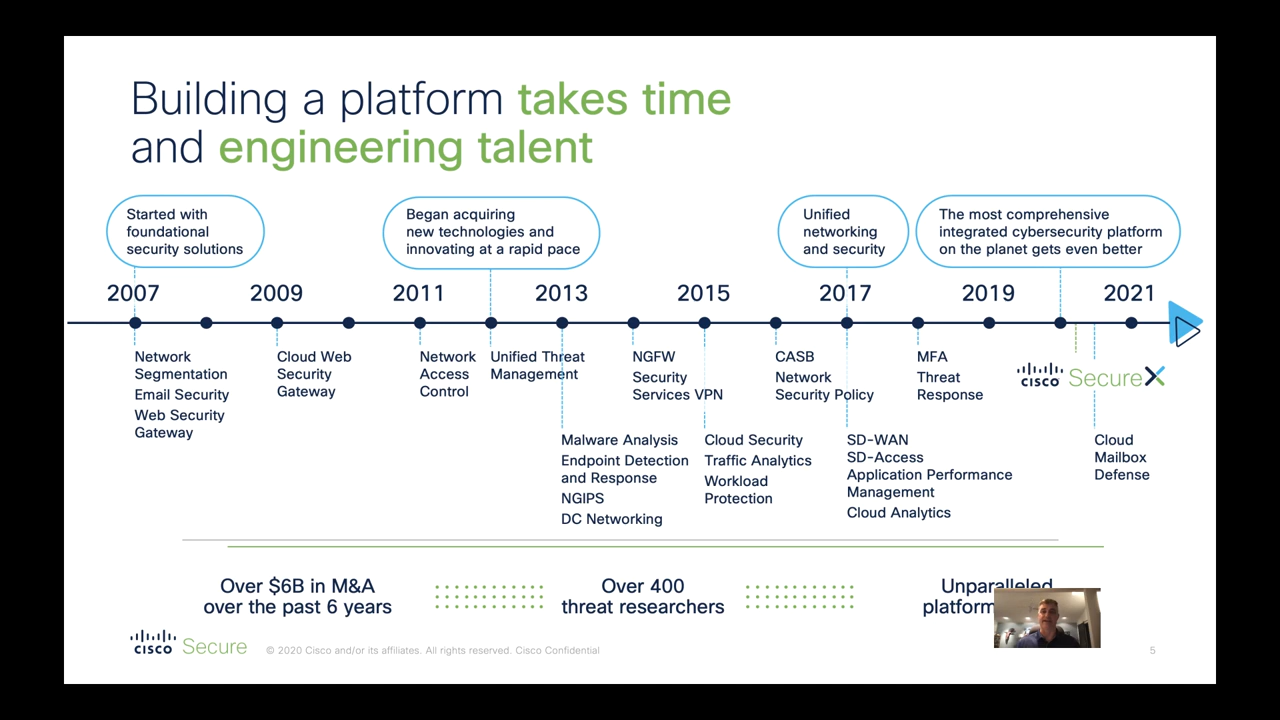 Building a platform takes time
and engineering talent
Started with
foundational
security solutions
Began acquiring
new technologies and
innovating at a rapid pace
Unified
networking
and security
The most comprehensive
integrated cybersecurity platform
on the planet gets even better
2007
2009
2011
2013
2015
2017
2019
2021
Network
Segmentation
Email Security
Web Security
Gateway
Cloud Web
Security
Gateway
Network
Access
Control
Unified Threat
Management
Malware Analysis
Endpoint Detection
and Response
NGIPS
DC Networking
NGFW
Security
Services VPN
Cloud Security
Traffic Analytics
Workload
Protection
CASB
Network
Security Policy
SD-WAN
SD-Access
Application Performance
Management
Cloud Analytics
MFA
Threat
Response
CISCO SecureX
Cloud
Mailbox
Defense
Over $6B in M&A
over the past 6 years
Over 400
threat researchers
Unparalleled
platform
CISCO Secure
© 2020 Cisco and/or its affiliates. All rights reserved. Cisco Confidential
5